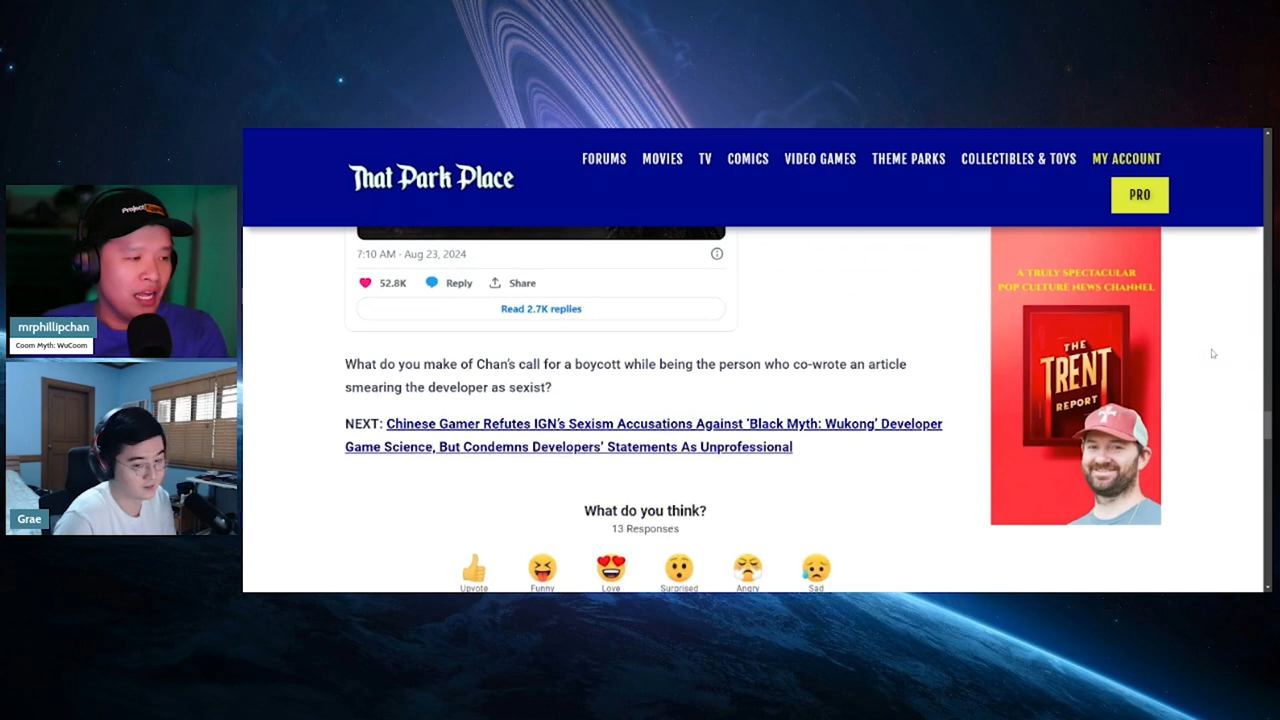 FORUMS MOVIES TV COMICS VIDEO GAMES THEME PARKS COLLECTIBLES & TOYS MY ACCOUNT
That Park Place
PRO
7:10 AM · Aug 23, 2024
52.8K Reply Share
Read 2.7K replies
What do you make of Chan's call for a boycott while being the person who co-wrote an article
smearing the developer as sexist?
NEXT: Chinese Gamer Refutes IGN's Sexism Accusations Against 'Black Myth: Wukong' Developer
Game Science, But Condemns Developers' Statements As Unprofessional
What do you think?
13 Responses
Upvote Funny Love Surprised Angry Sad
A TRULY SPECTACULAR
POP CULTURE NEWS CHANNEL
THE
TRENT
REPORT
mrphillipchan
Coom Myth: WuCoom
Grae